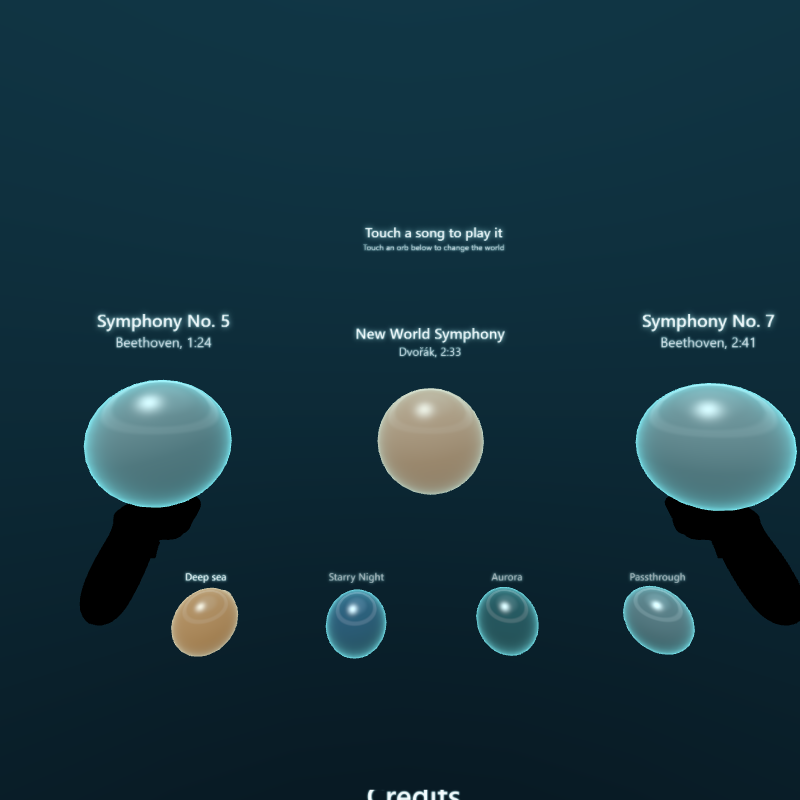 Touch a song to play it
Touch an orb below to change the world
Symphony No. 5
Beethoven, 1:24
New World Symphony
Dvořák, 2:33
Symphony No. 7
Beethoven, 2:41
Deep sea
Starry Night
Aurora
Passthrough
Credits